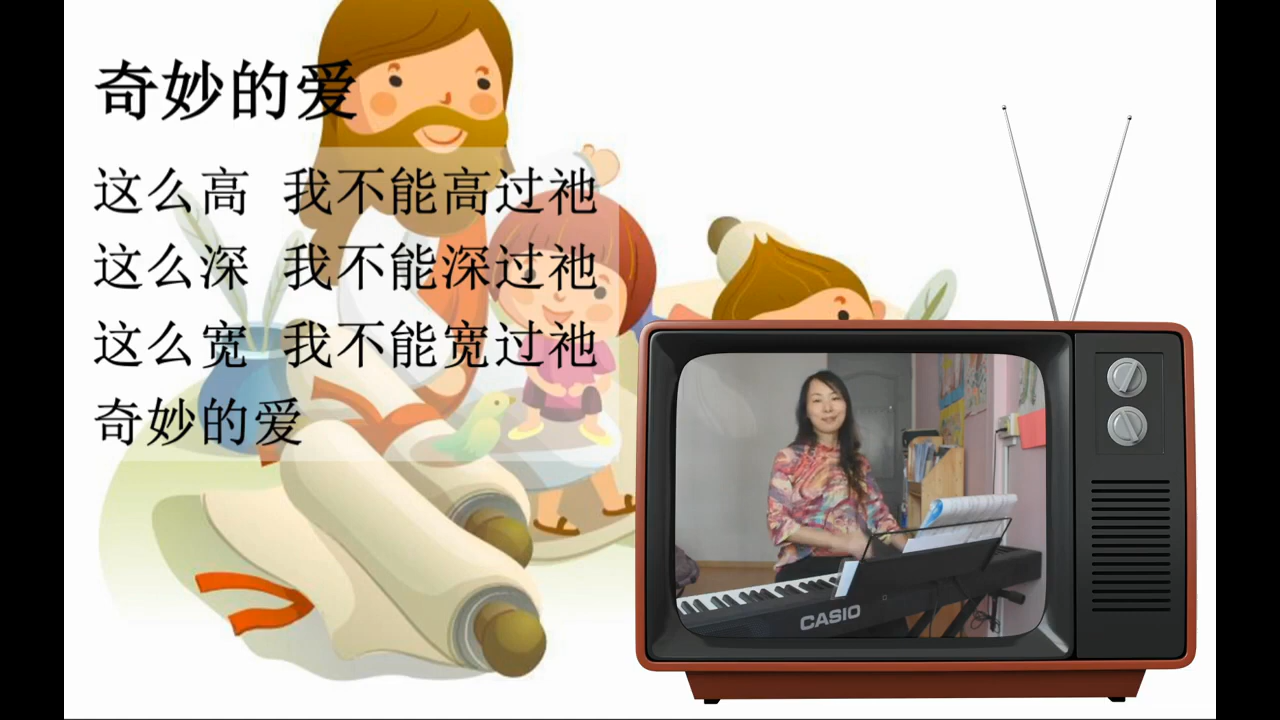 奇妙的爱
这么高 我不能高过祂
这么深 我不能深过祂
这么宽 我不能宽过祂
奇妙的爱
CASIO